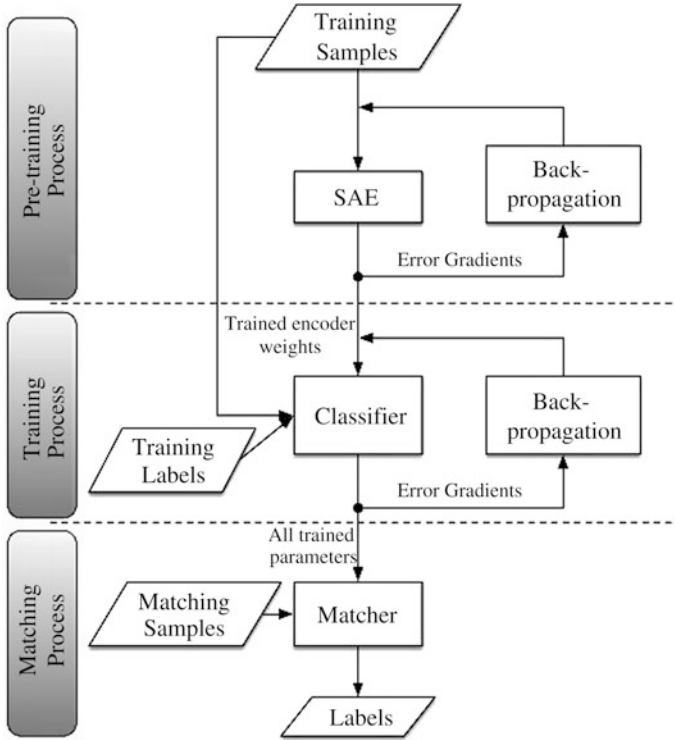 Pre-training
Process
Training
Samples
SAE
Back-
propagation
Error Gradients
Training
Process
Trained encoder
weights
Classifier
Back-
propagation
Training
Labels
Error Gradients
Matching
Process
All trained
parameters
Matching
Samples
Matcher
Labels